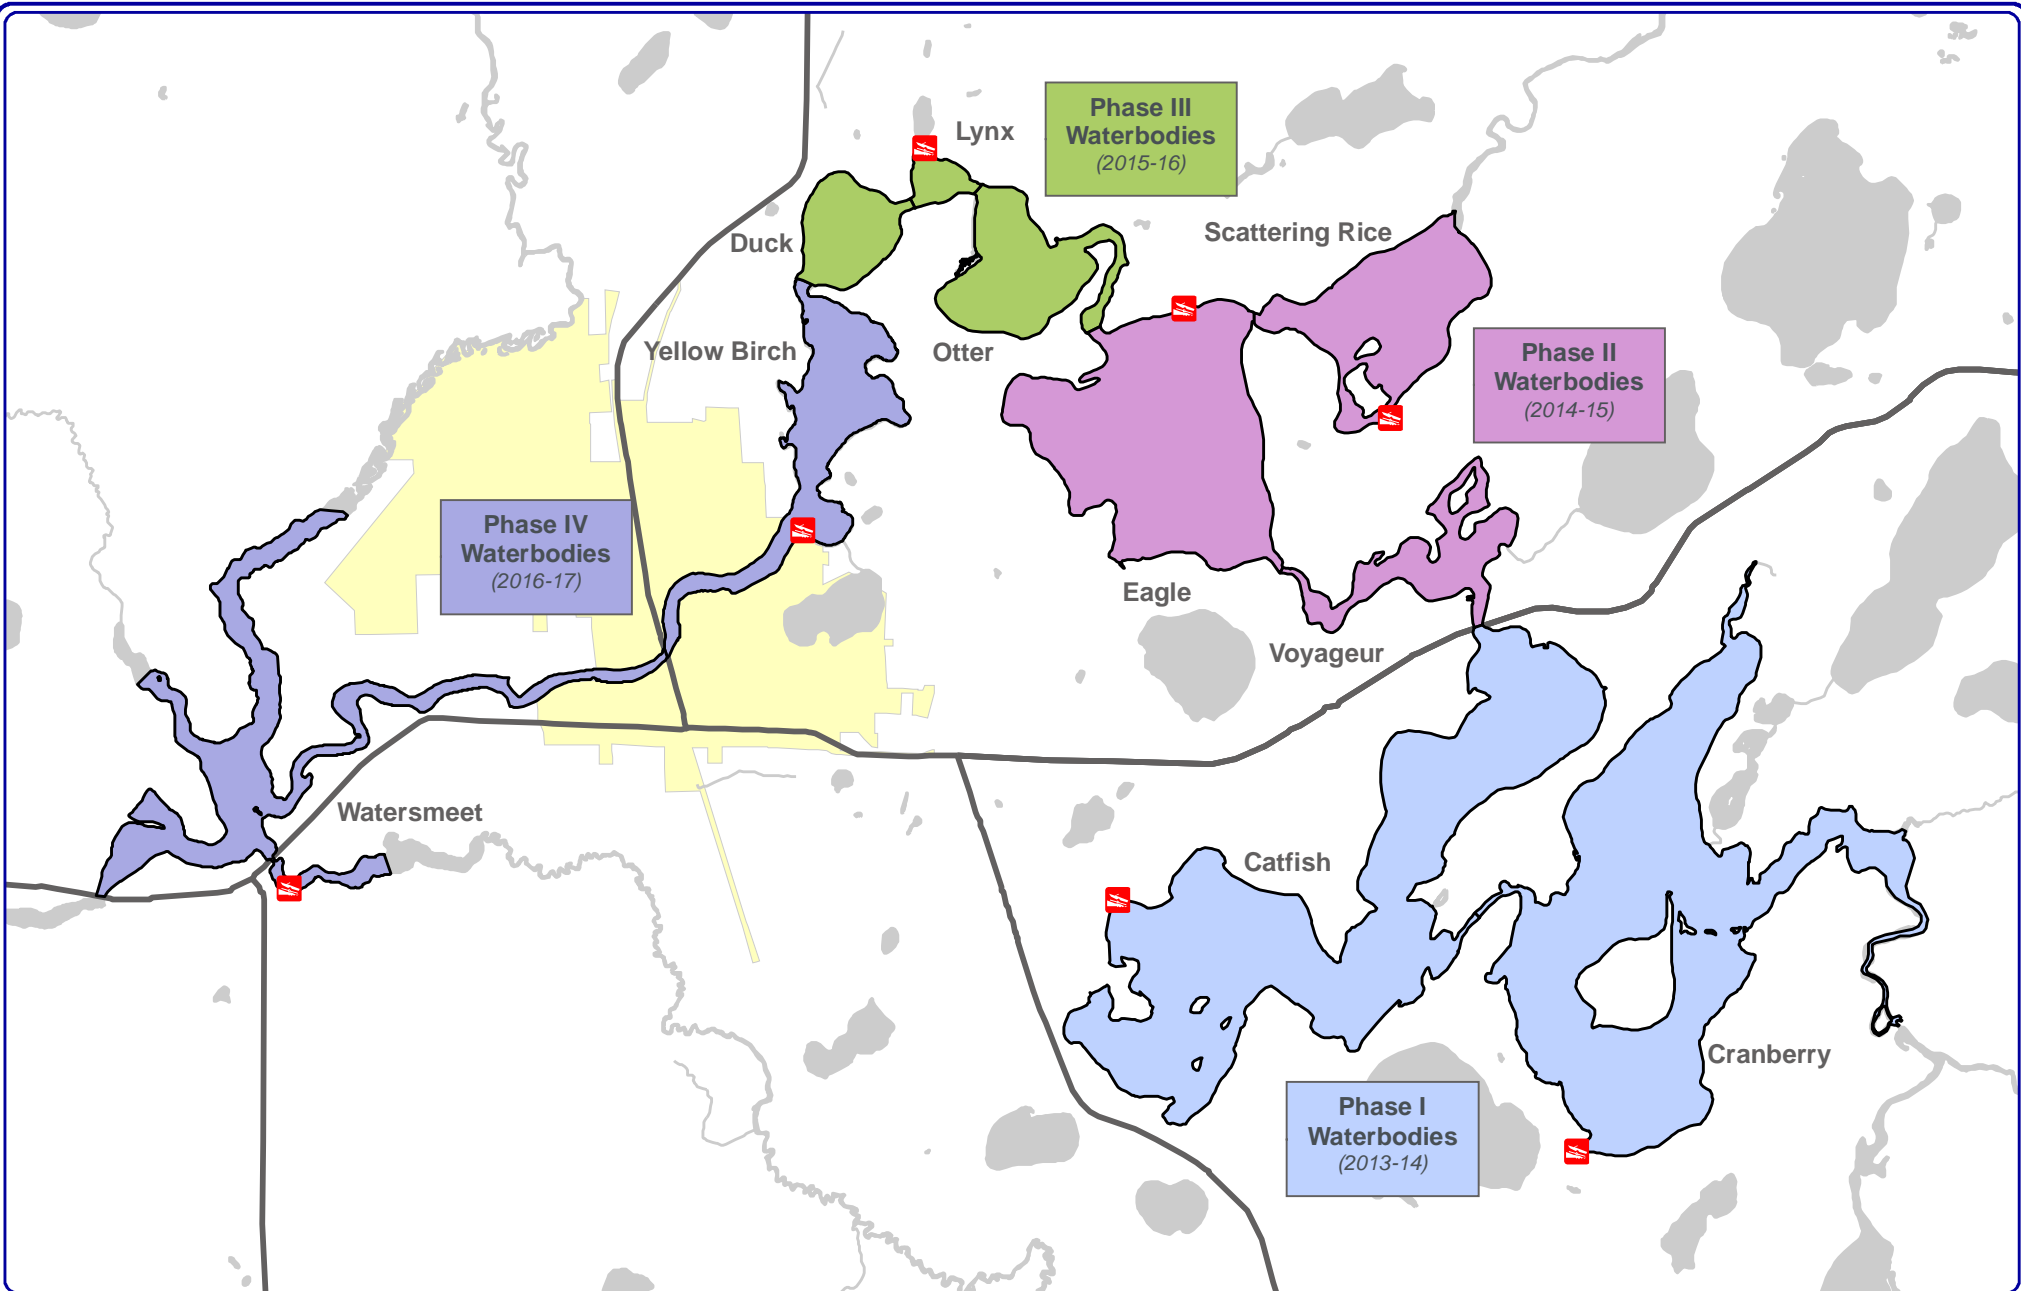 Phase III
Waterbodies
(2015-16)
Lynx
Duck
Scattering Rice
Yellow Birch
Otter
Phase II
Waterbodies
(2014-15)
Phase IV
Waterbodies
(2016-17)
Eagle
Voyageur
Watersmeet
Catfish
Cranberry
Phase I
Waterbodies
(2013-14)